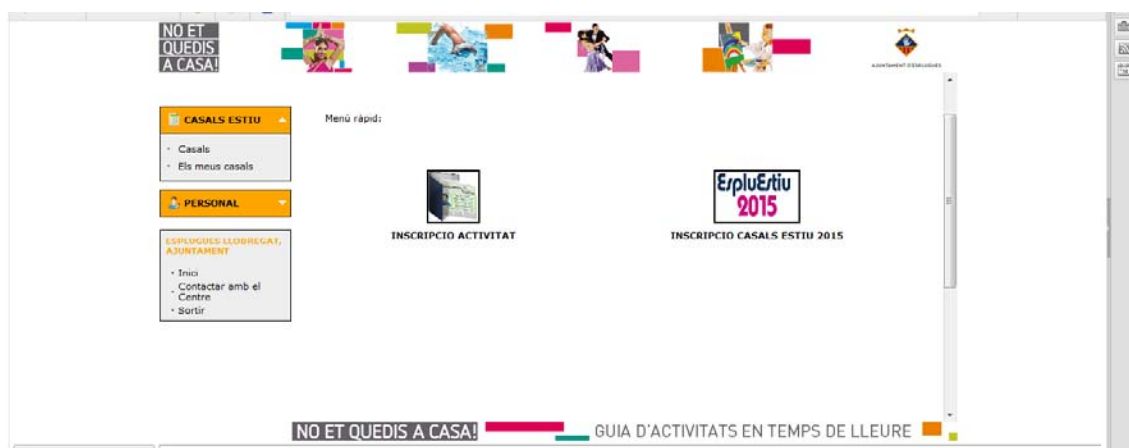 NO ET
QUEDIS
A CASA!
AJUNTAMENT D'ESPLUGUES
CASALS ESTIU
Casals
Els meus casals
PERSONAL
ESPLUGUES LLOBREGAT,
AJUNTAMENT
Inici
Contactar amb el
Centre
Sortir
Menú ràpid:
INSCRIPCIO ACTIVITAT
EspluEstiu
2015
INSCRIPCIO CASALS ESTIU 2015
NO ET QUEDIS A CASA!
GUIA D'ACTIVITATS EN TEMPS DE LLEURE